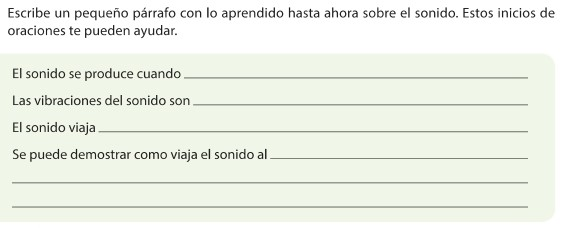 Escribe un pequeño párrafo con lo aprendido hasta ahora sobre el sonido. Estos inicios de
oraciones te pueden ayudar.
El sonido se produce cuando
Las vibraciones del sonido son
El sonido viaja
Se puede demostrar como viaja el sonido al